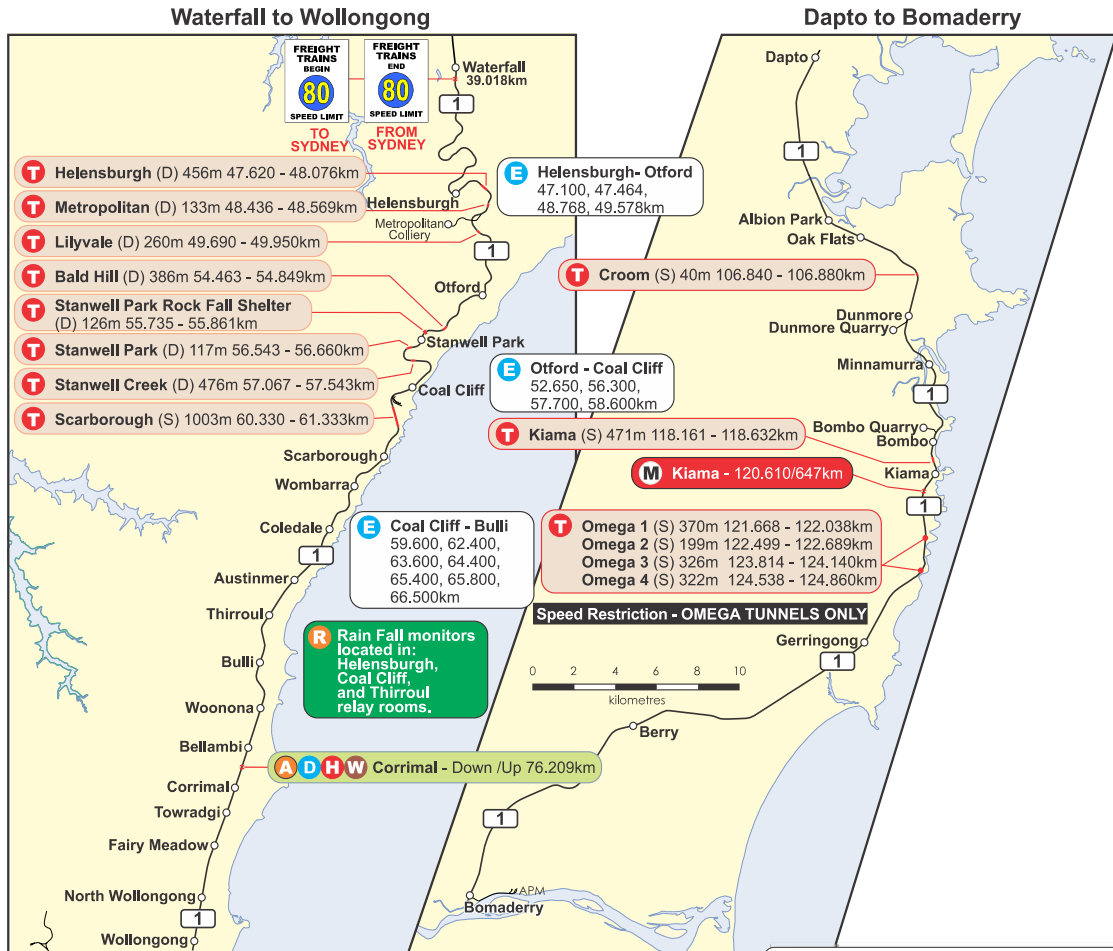 Waterfall to Wollongong
Dapto to Bomaderry
FREIGHT
TRAINS
BEGIN
80
SPEED LIMIT
TO
SYDNEY
FREIGHT
TRAINS
END
80
SPEED LIMIT
FROM
SYDNEY
Waterfall
39.018km
1
T Helensburgh (D) 456m 47.620 - 48.076km
T Metropolitan (D) 133m 48.436 - 48.569km
T Lilyvale (D) 260m 49.690 - 49.950km
T Bald Hill (D) 386m 54.463 - 54.849km
T Stanwell Park Rock Fall Shelter
(D) 126m 55.735 - 55.861km
T Stanwell Park (D) 117m 56.543 - 56.660km
T Stanwell Creek (D) 476m 57.067 - 57.543km
T Scarborough (S) 1003m 60.330 - 61.333km
Helensburgh
Metropolitan
Colliery
1
Otford
Stanwell Park
Coal Cliff
Scarborough
Wombarra
Coledale
1
Austinmer
Thirroul
Bulli
Woonona
Bellambi
Corrimal
Towradgi
Fairy Meadow
North Wollongong
1
Wollongong
E Helensburgh- Otford
47.100, 47.464,
48.768, 49.578km
E Otford - Coal Cliff
52.650, 56.300,
57.700, 58.600km
E Coal Cliff - Bulli
59.600, 62.400,
63.600, 64.400,
65.400, 65.800,
66.500km
R Rain Fall monitors
located in:
Helensburgh,
Coal Cliff,
and Thirroul
relay rooms.
A D H W Corrimal - Down /Up 76.209km
Dapto
1
Albion Park
Oak Flats
T Croom (S) 40m 106.840 - 106.880km
Dunmore
Dunmore Quarry
Minnamurra
1
Bombo Quarry
Bombo
T Kiama (S) 471m 118.161 - 118.632km
Kiama
M Kiama - 120.610/647km
1
T Omega 1 (S) 370m 121.668 - 122.038km
Omega 2 (S) 199m 122.499 - 122.689km
Omega 3 (S) 326m 123.814 - 124.140km
Omega 4 (S) 322m 124.538 - 124.860km
Speed Restriction - OMEGA TUNNELS ONLY
Gerringong
1
0 2 4 6 8 10
kilometres
Berry
1
APM
Bomaderry